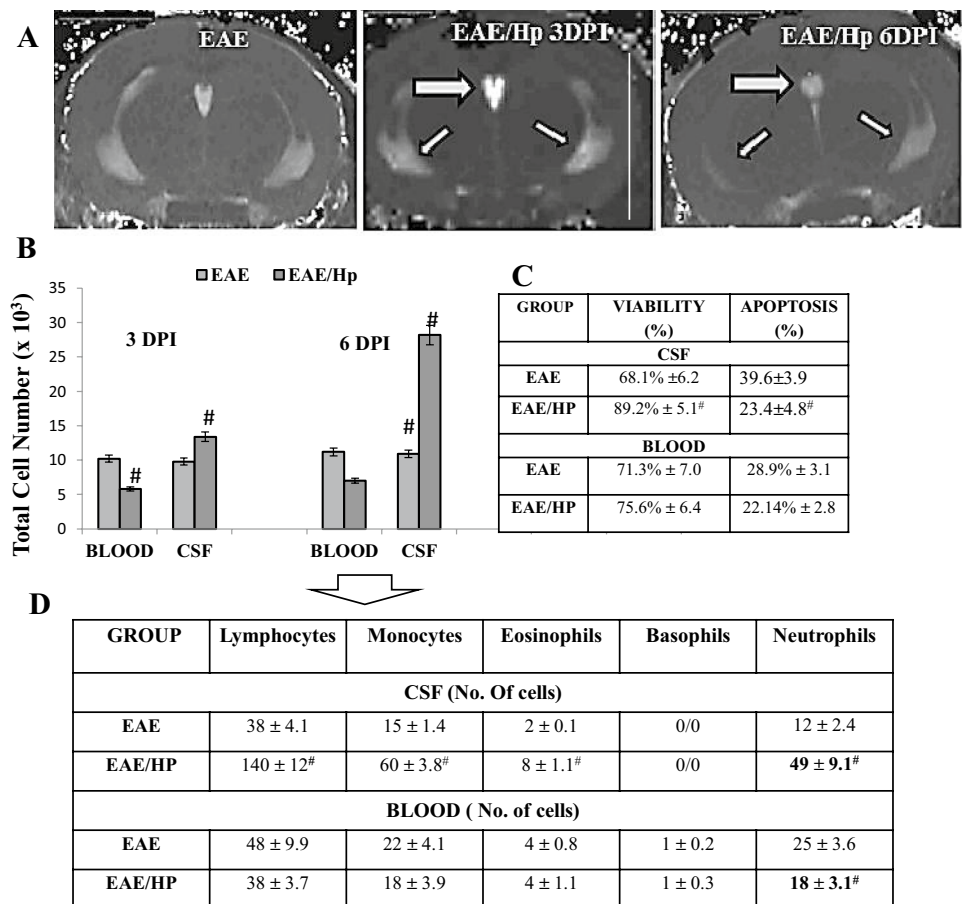 A
EAE
EAE/Hp 3DPI
EAE/Hp 6DPI
B
EAE EAE/Hp
Total Cell Number (x 10³)
35
30
25
20
15
10
5
0
3 DPI
6 DPI
#
#
#
#
BLOOD CSF BLOOD CSF
C
GROUP VIABILITY (%) APOPTOSIS (%)
CSF
EAE 68.1% ±6.2 39.6±3.9
EAE/HP 89.2% ± 5.1# 23.4±4.8#
BLOOD
EAE 71.3% ± 7.0 28.9% ± 3.1
EAE/HP 75.6% ± 6.4 22.14% ± 2.8
D
GROUP Lymphocytes Monocytes Eosinophils Basophils Neutrophils
CSF (No. Of cells)
EAE 38 ± 4.1 15 ± 1.4 2 ± 0.1 0/0 12 ± 2.4
EAE/HP 140 ± 12# 60 ± 3.8# 8 ± 1.1# 0/0 49 ± 9.1#
BLOOD ( No. of cells)
EAE 48 ± 9.9 22 ± 4.1 4 ± 0.8 1 ± 0.2 25 ± 3.6
EAE/HP 38 ± 3.7 18 ± 3.9 4 ± 1.1 1 ± 0.3 18 ± 3.1#